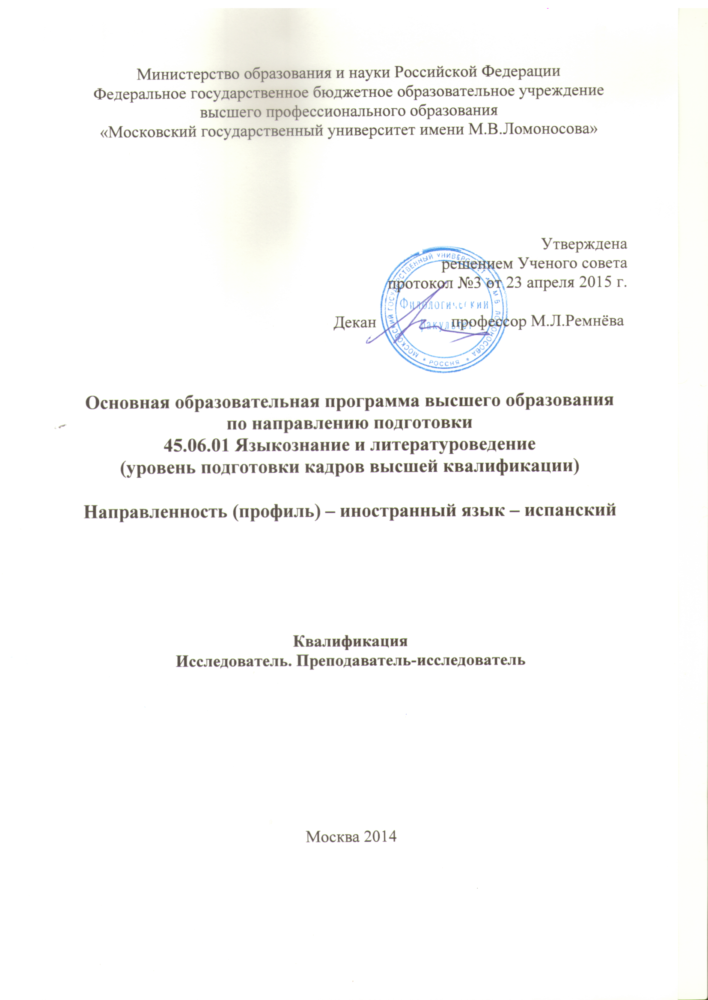 Министерство образования и науки Российской Федерации
Федеральное государственное бюджетное образовательное учреждение
высшего профессионального образования
«Московский государственный университет имени М.В.Ломоносова»
Утверждена
решением Ученого совета
протокол №3 от 23 апреля 2015 г.
Декан профессор М.Л.Ремнёва
МОСКОВСКИЙ ГОСУДАРСТВЕННЫЙ УНИВЕРСИТЕТ ИМ. М.В. ЛОМОНОСОВА
* РОССИЯ *
Филологический
факультет
Основная образовательная программа высшего образования
по направлению подготовки
45.06.01 Языкознание и литературоведение
(уровень подготовки кадров высшей квалификации)
Направленность (профиль) – иностранный язык – испанский
Квалификация
Исследователь. Преподаватель-исследователь
Москва 2014